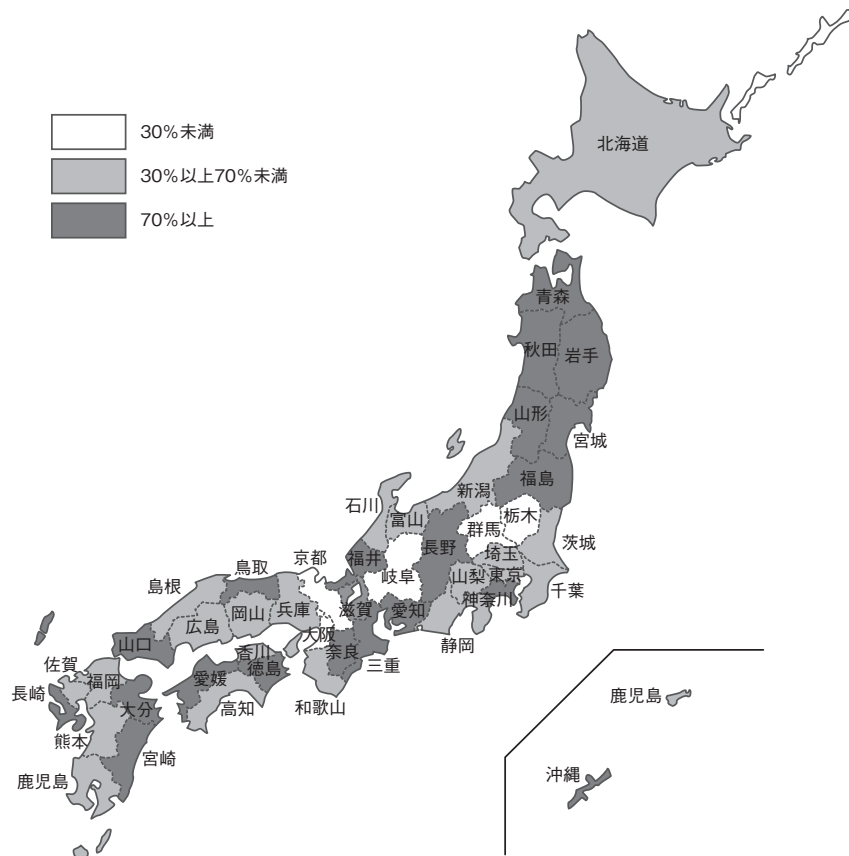 30%未満
30%以上70%未満
70%以上
北海道
青森
秋田
岩手
山形
宮城
福島
新潟
石川
富山
群馬
栃木
長野
埼玉
茨城
福井
岐阜
山梨
東京
千葉
神奈川
京都
鳥取
島根
滋賀
愛知
静岡
兵庫
岡山
広島
大阪
奈良
三重
和歌山
山口
香川
徳島
愛媛
高知
佐賀
福岡
長崎
大分
熊本
宮崎
鹿児島
鹿児島
沖縄